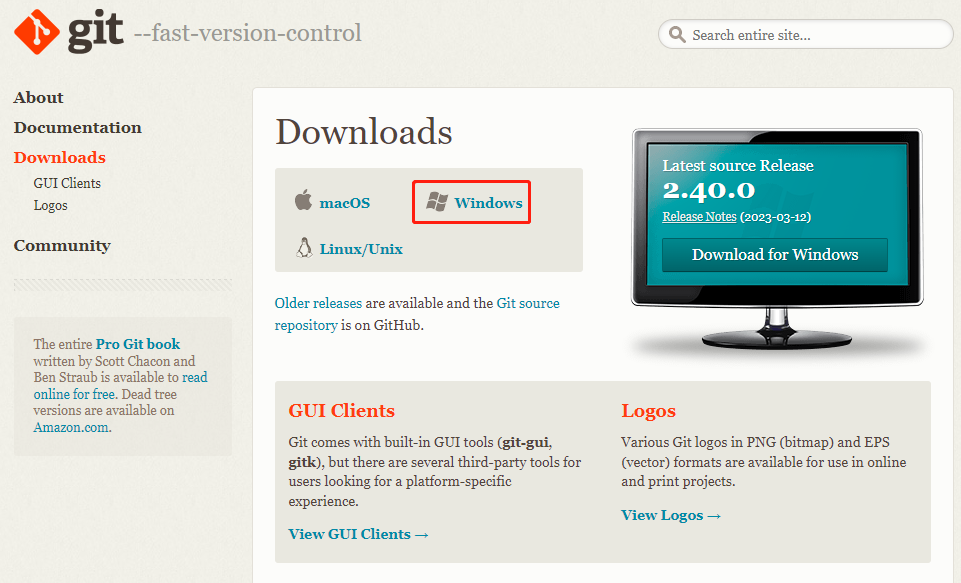 git --fast-version-control
Search entire site...
About
Documentation
Downloads
GUI Clients
Logos
Community
The entire Pro Git book
written by Scott Chacon and
Ben Straub is available to read
online for free. Dead tree
versions are available on
Amazon.com.
Downloads
macOS
Windows
Linux/Unix
Older releases are available and the Git source
repository is on GitHub.
Latest source Release
2.40.0
Release Notes (2023-03-12)
Download for Windows
GUI Clients
Git comes with built-in GUI tools (git-gui,
gitk), but there are several third-party tools for
users looking for a platform-specific
experience.
View GUI Clients →
Logos
Various Git logos in PNG (bitmap) and EPS
(vector) formats are available for use in online
and print projects.
View Logos →